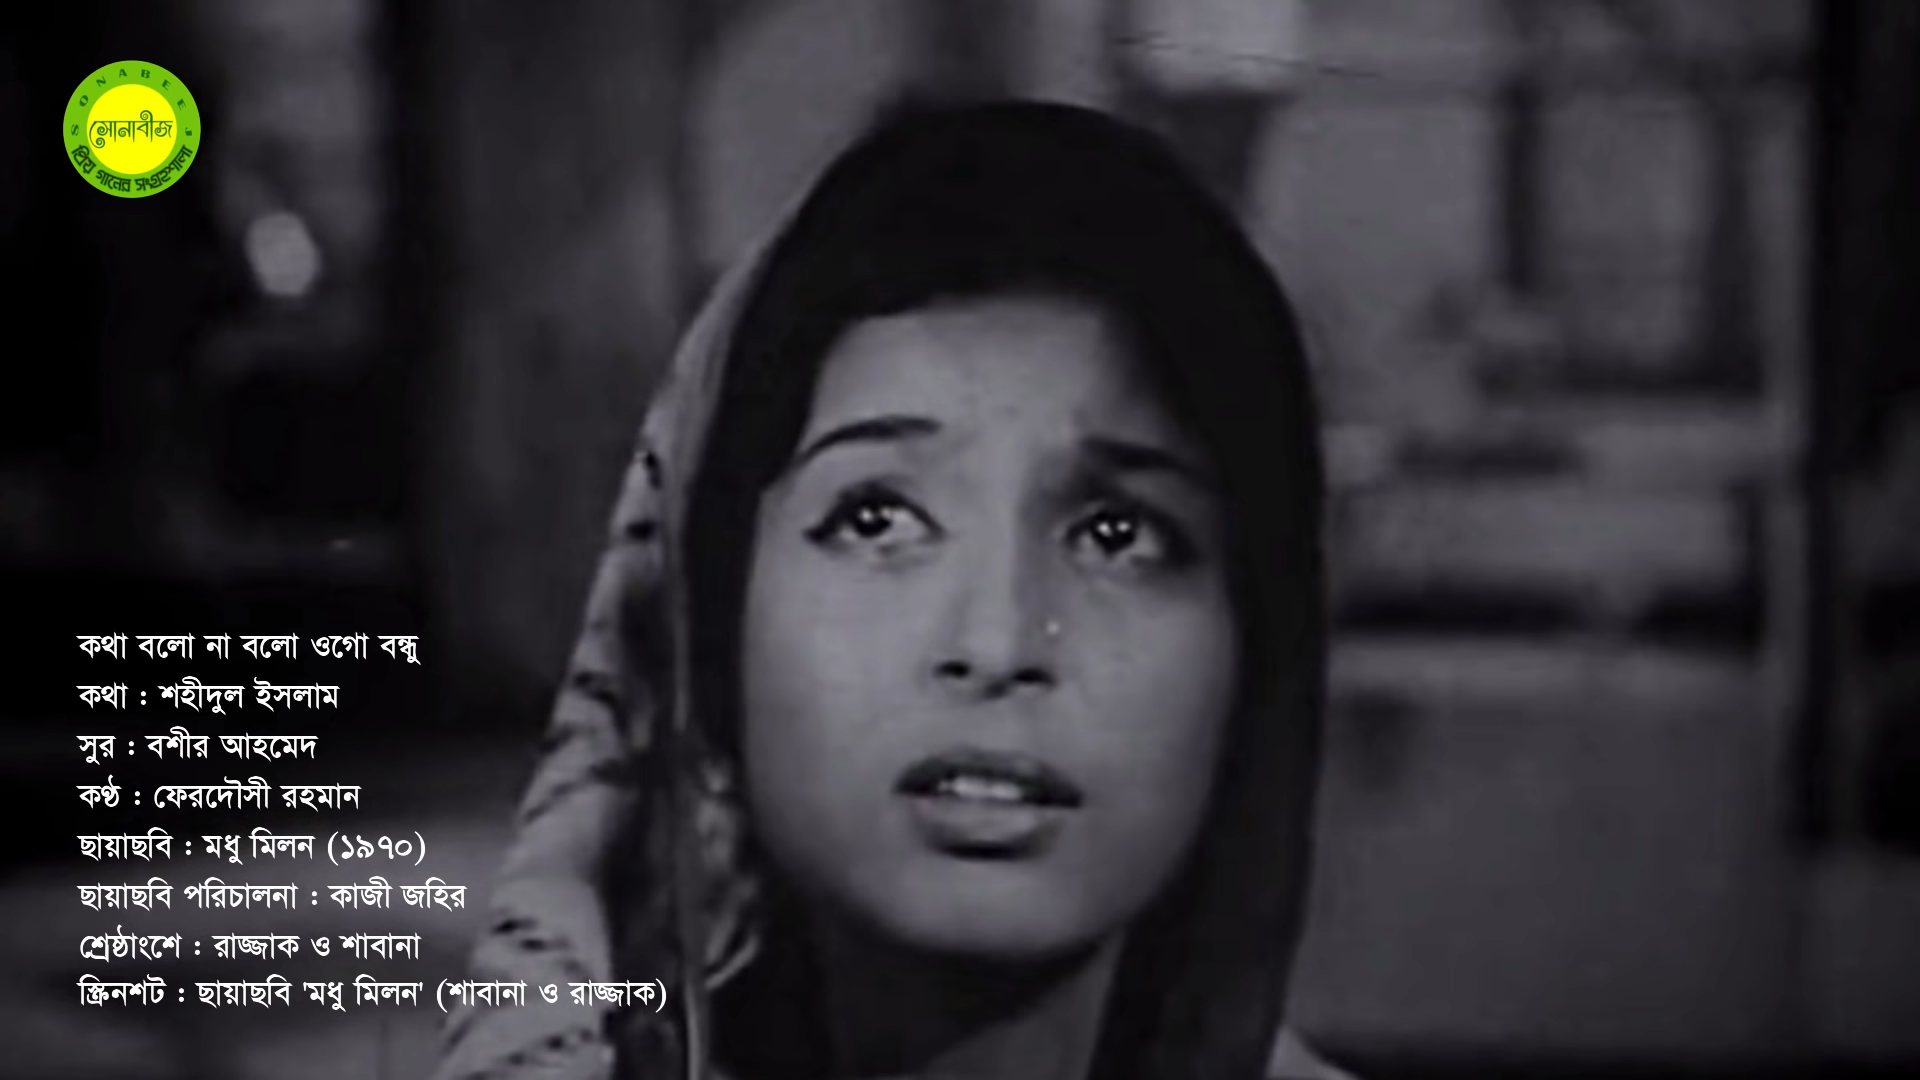 SONABEEJ
সোনাবীজ
প্রিয় গানের সংগ্রহশালা
কথা বলো না বলো ওগো বন্ধু
কথা : শহীদুল ইসলাম
সুর : বশীর আহমেদ
কণ্ঠ : ফেরদৌসী রহমান
ছায়াছবি : মধু মিলন (১৯৭০)
ছায়াছবি পরিচালনা : কাজী জহির
শ্রেষ্ঠাংশে : রাজ্জাক ও শাবানা
স্ক্রিনশট : ছায়াছবি 'মধু মিলন' (শাবানা ও রাজ্জাক)